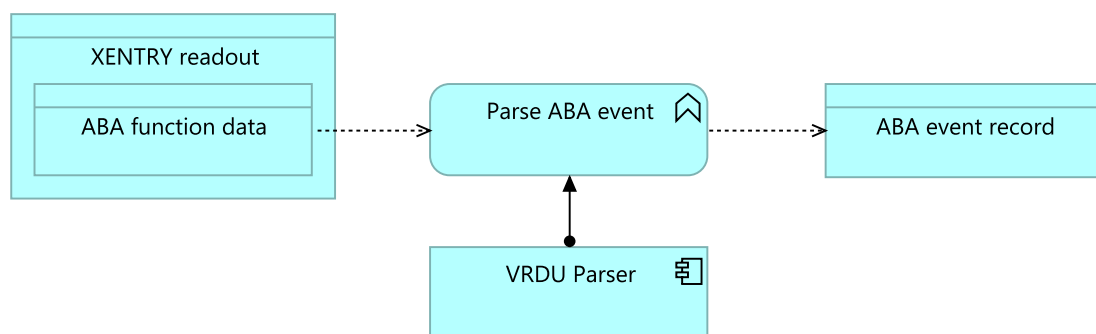 XENTRY readout
ABA function data
Parse ABA event
ABA event record
VRDU Parser